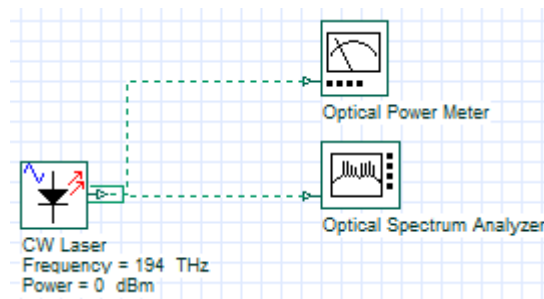 Optical Power Meter
Optical Spectrum Analyzer
CW Laser
Frequency = 194  THz
Power = 0  dBm